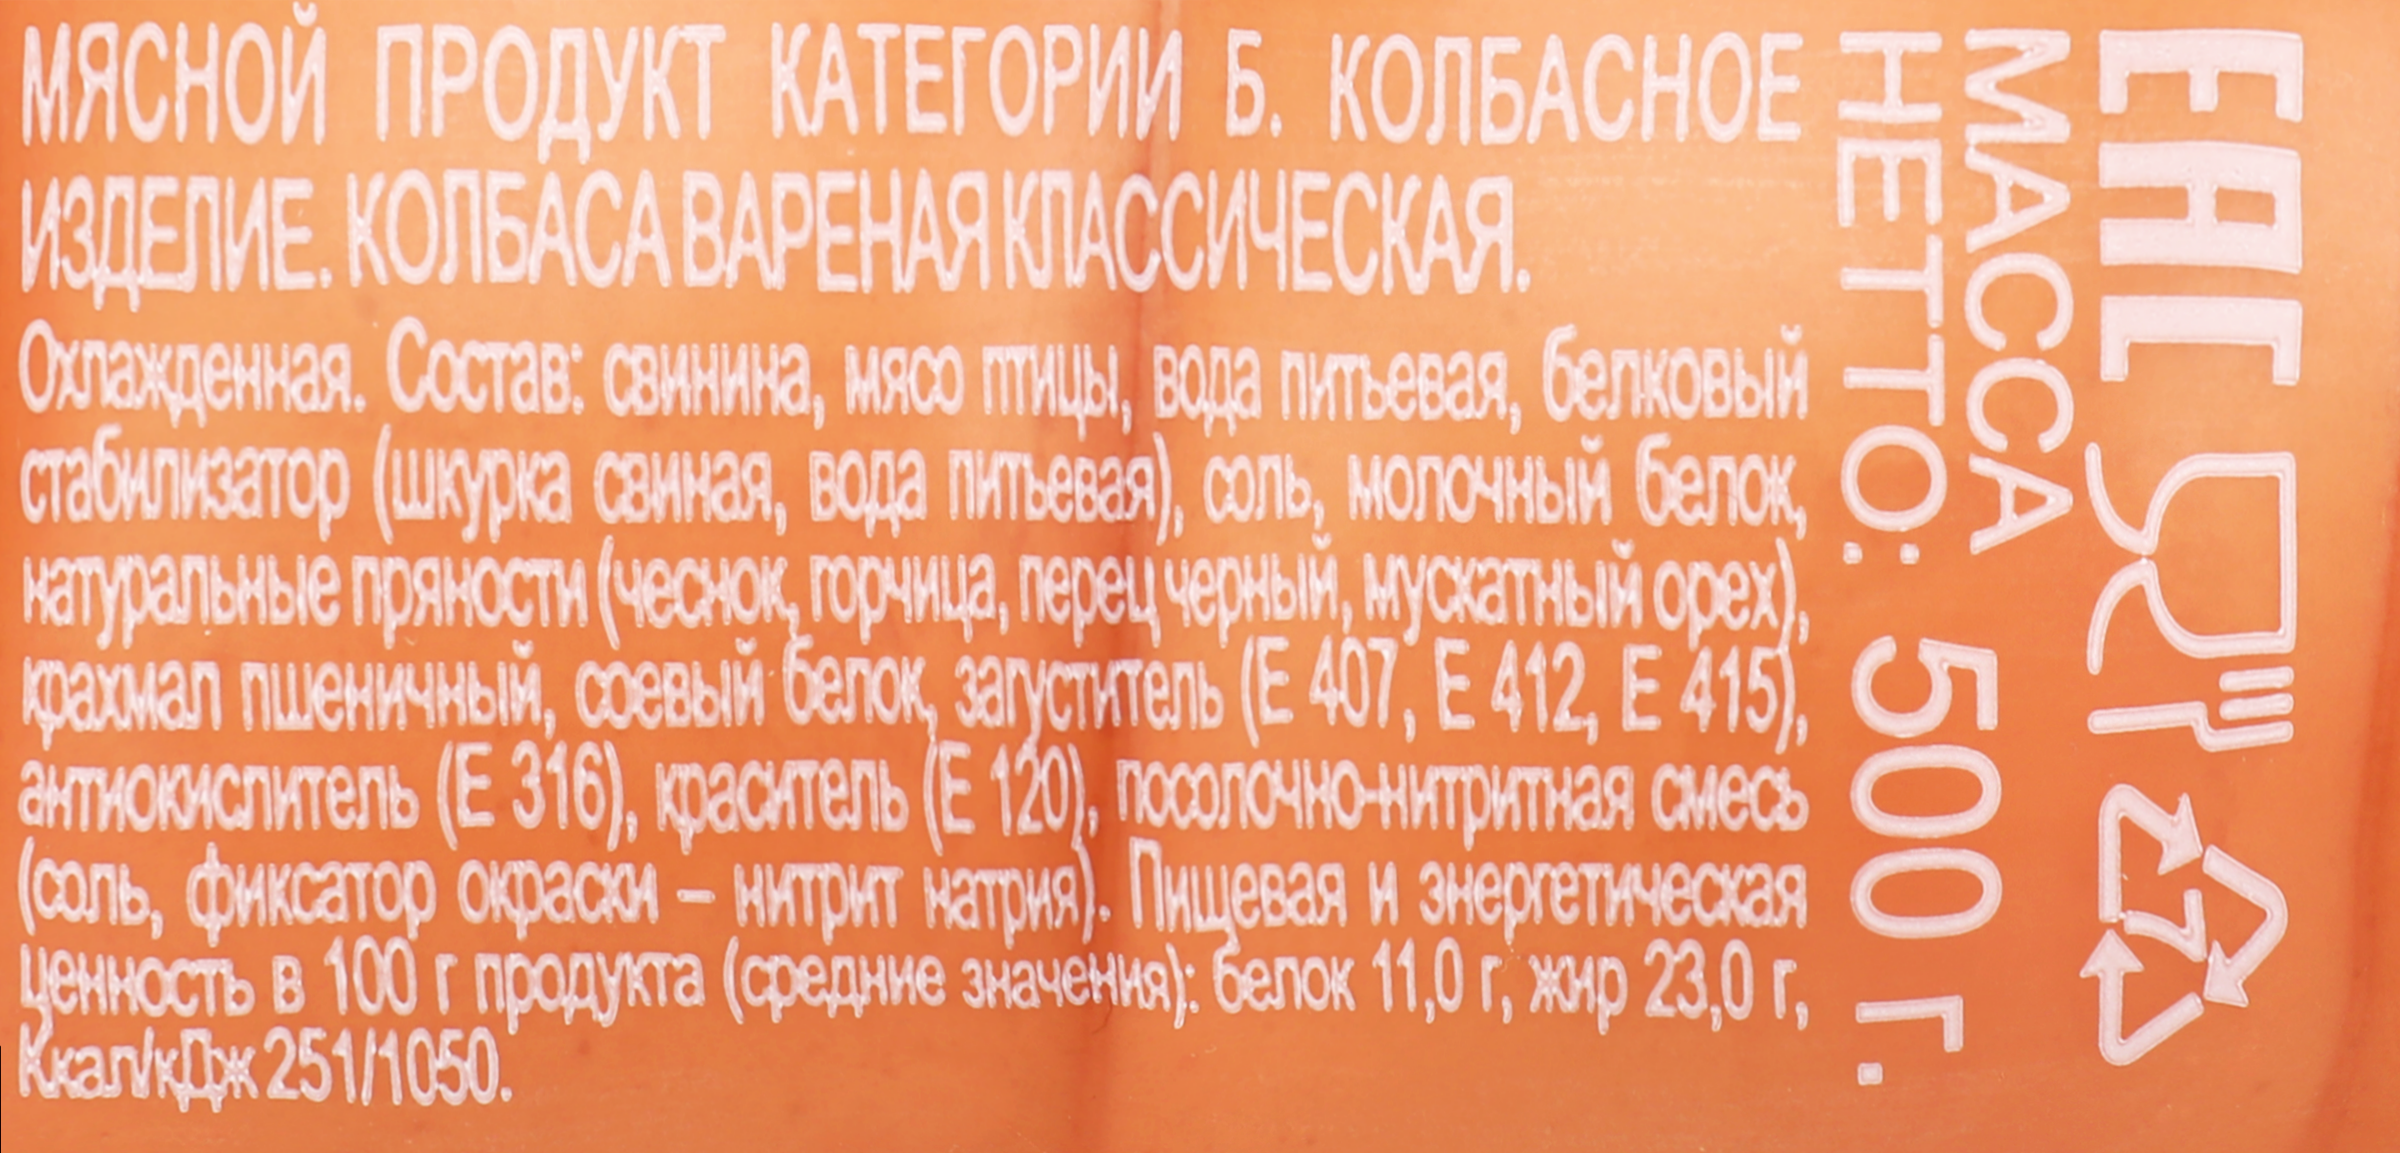 МЯСНОЙ ПРОДУКТ КАТЕГОРИИ Б. КОЛБАСНОЕ
ИЗДЕЛИЕ. КОЛБАСА ВАРЕНАЯ КЛАССИЧЕСКАЯ.
Охлажденная. Состав: свинина, мясо птицы, вода питьевая, белковый
стабилизатор (шкурка свиная, вода питьевая), соль, молочный белок,
натуральные пряности (чеснок, горчица, перец черный, мускатный орех),
крахмал пшеничный, соевый белок, загуститель (Е 407, Е 412, Е 415),
антиокислитель (Е 316), краситель (Е 120), посолочно-нитритная смесь
(соль, фиксатор окраски – нитрит натрия). Пищевая и энергетическая
ценность в 100 г продукта (средние значения): белок 11,0 г, жир 23,0 г,
Ккал/кДж 251/1050.
МАССА
НЕТТО: 500 г.
ЕАС
7